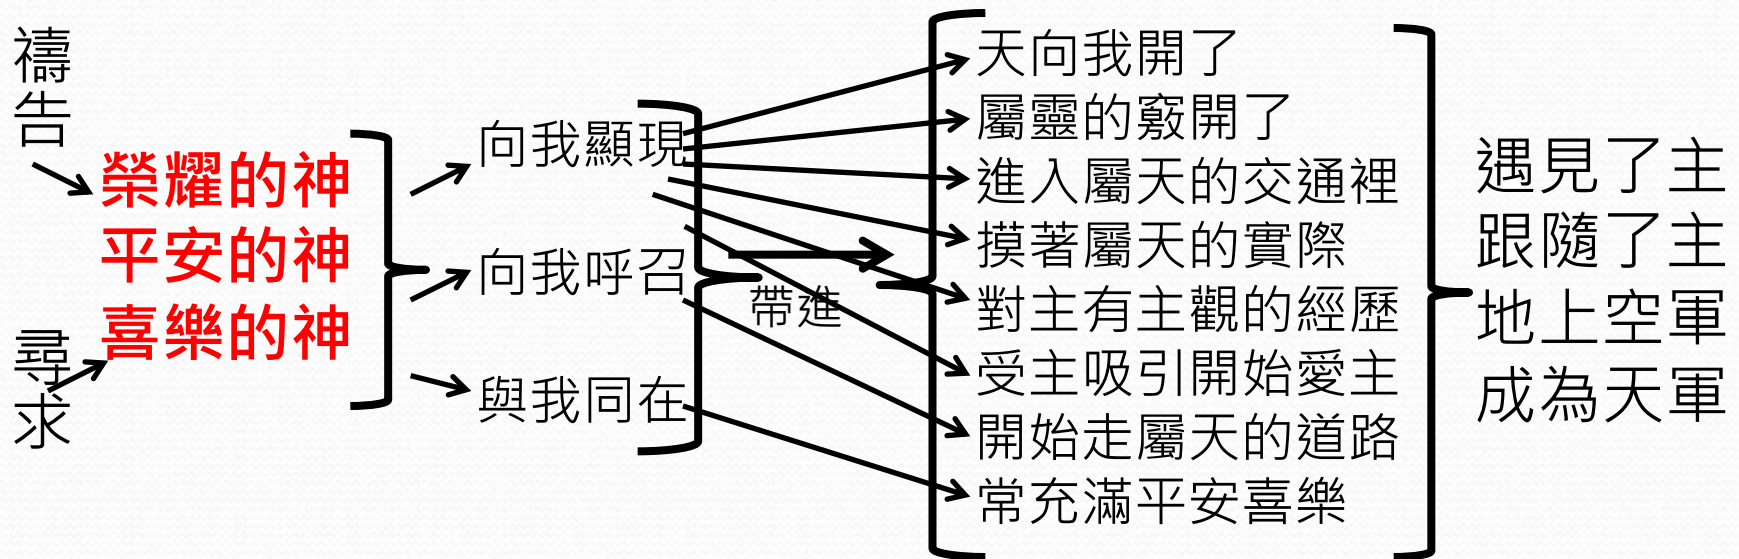 禱告
尋求
榮耀的神
平安的神
喜樂的神
向我顯現
向我呼召
與我同在
帶進
天向我開了
屬靈的竅開了
進入屬天的交通裡
摸著屬天的實際
對主有主觀的經歷
受主吸引開始愛主
開始走屬天的道路
常充滿平安喜樂
遇見了主
跟隨了主
地上空軍
成為天軍